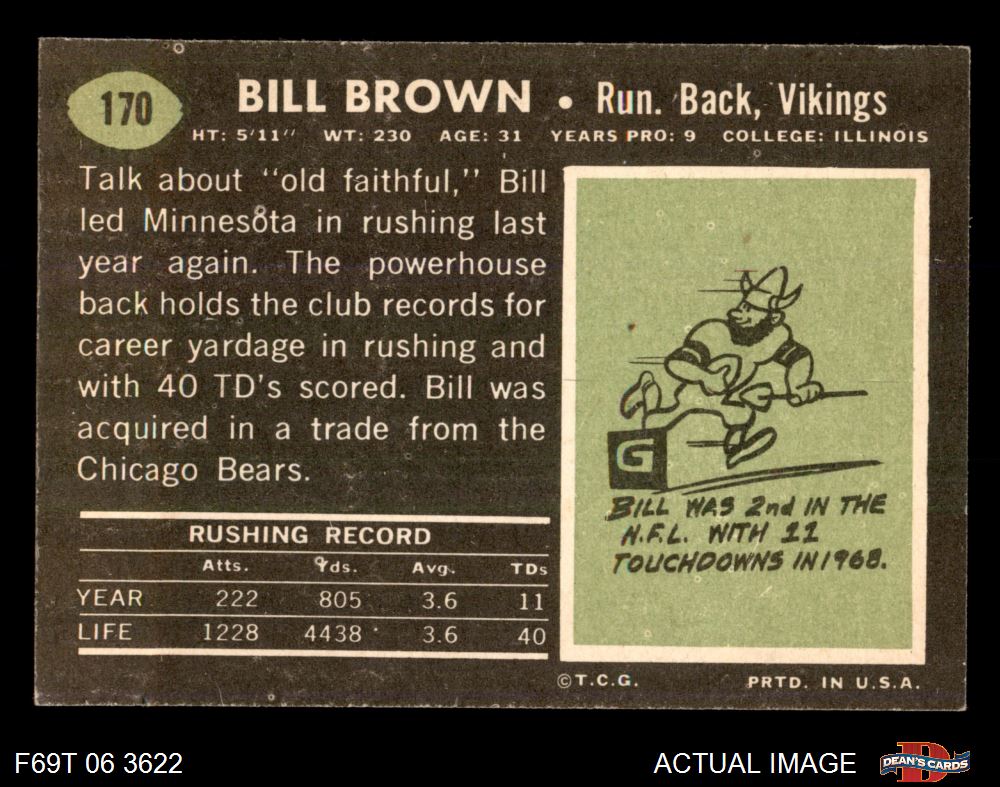 170
BILL BROWN • Run. Back, Vikings
HT: 5'11" WT: 230 AGE: 31 YEARS PRO: 9 COLLEGE: ILLINOIS
Talk about "old faithful," Bill
led Minnesota in rushing last
year again. The powerhouse
back holds the club records for
career yardage in rushing and
with 40 TD's scored. Bill was
acquired in a trade from the
Chicago Bears.
RUSHING RECORD
Atts. Yds. Avg. TDs
YEAR 222 805 3.6 11
LIFE 1228 4438 3.6 40
G
BILL WAS 2nd IN THE
N.F.L. WITH 11
TOUCHDOWNS IN 1968.
©T.C.G. PRTD. IN U.S.A.
F69T 06 3622
ACTUAL IMAGE
D
DEAN'S CARDS